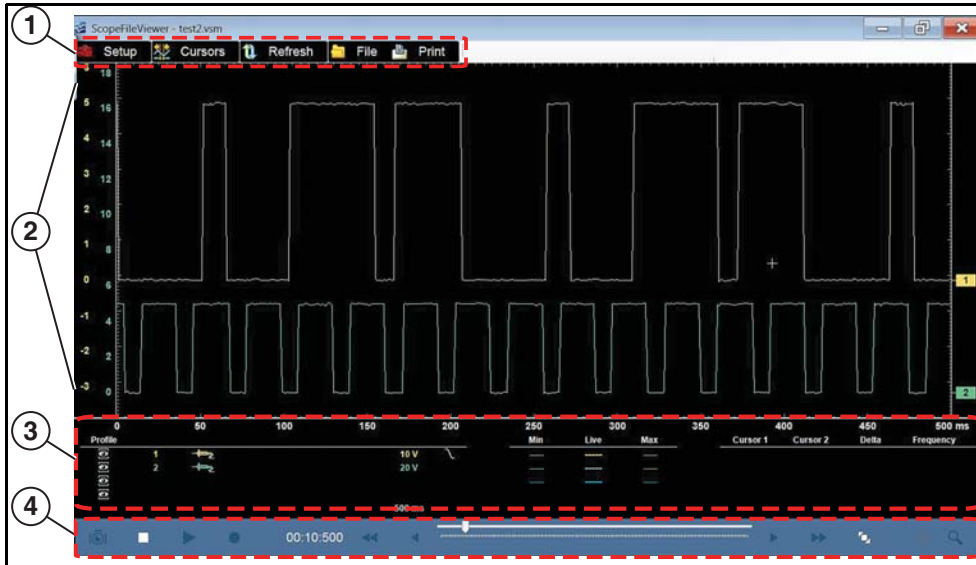 1
ScopeFileViewer - test2.vsm
Setup Cursors Refresh File Print
18
5 16
4 14
3 12
2
2 10
1 8
0 6
1
-1 4
-2 2
-3 0
2
0 50 100 150 200 250 300 350 400 450 500 ms
3
Profile Min Live Max Cursor 1 Cursor 2 Delta Frequency
1 10 V
2 20 V
500 ms
4
00:10:500